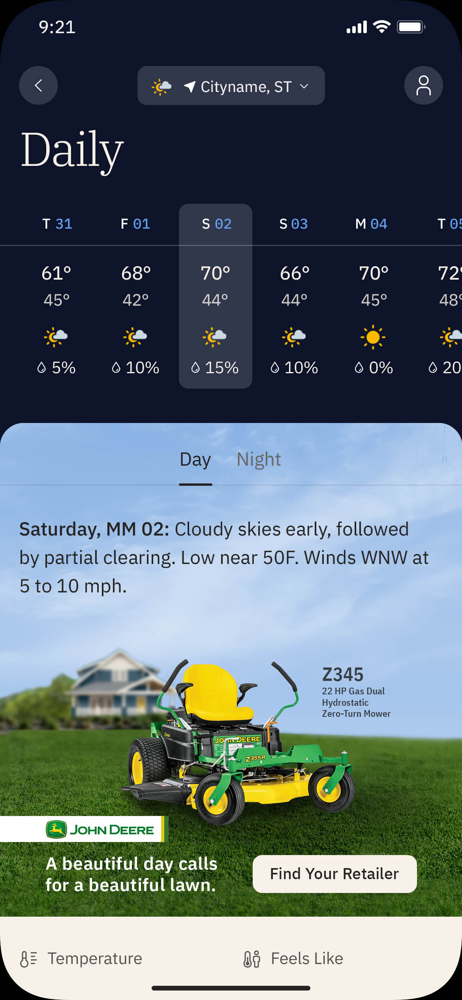 9:21
Cityname, ST
Daily
T 31 F 01 S 02 S 03 M 04 T 05
61° 68° 70° 66° 70° 72°
45° 42° 44° 44° 45° 48°
5% 10% 15% 10% 0% 20
Day Night
Saturday, MM 02: Cloudy skies early, followed
by partial clearing. Low near 50F. Winds WNW at
5 to 10 mph.
Z345
22 HP Gas Dual
Hydrostatic
Zero-Turn Mower
ZTRAK
JOHN DEERE
Z355R
JOHN DEERE
A beautiful day calls
for a beautiful lawn.
Find Your Retailer
Temperature Feels Like